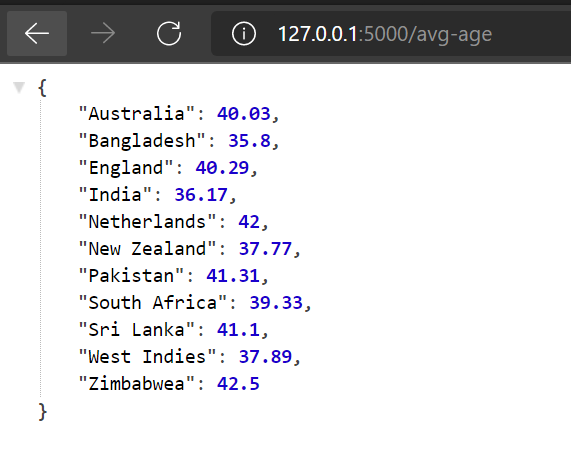 127.0.0.1:5000/avg-age
{
"Australia": 40.03,
"Bangladesh": 35.8,
"England": 40.29,
"India": 36.17,
"Netherlands": 42,
"New Zealand": 37.77,
"Pakistan": 41.31,
"South Africa": 39.33,
"Sri Lanka": 41.1,
"West Indies": 37.89,
"Zimbabwea": 42.5
}